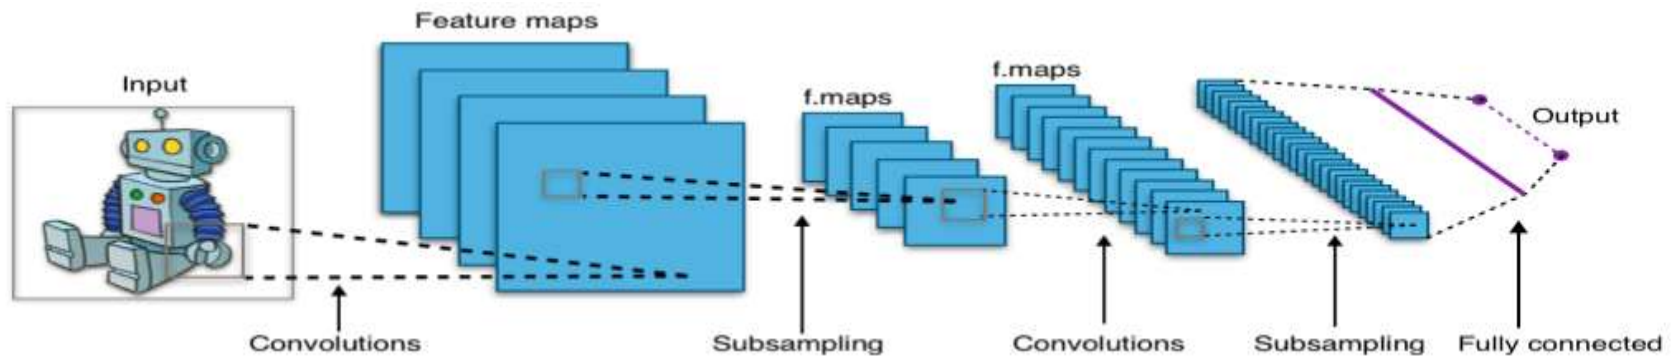 Feature maps
Input
f.maps
f.maps
Output
Convolutions
Subsampling
Convolutions
Subsampling
Fully connected